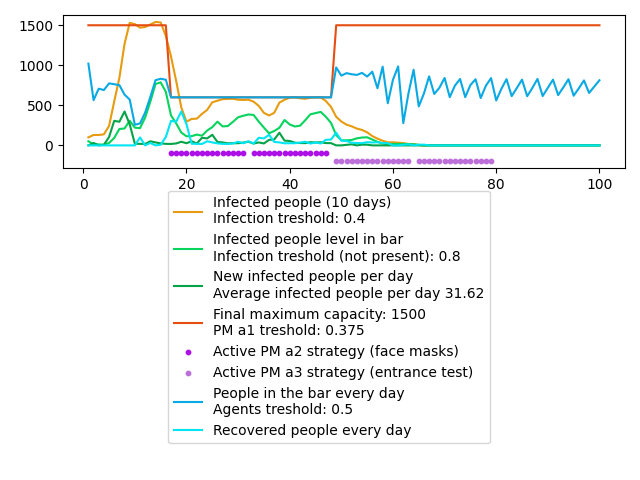 1500
1000
500
0
0 20 40 60 80 100
Infected people (10 days)
Infection treshold: 0.4
Infected people level in bar
Infection treshold (not present): 0.8
New infected people per day
Average infected people per day 31.62
Final maximum capacity: 1500
PM a1 treshold: 0.375
Active PM a2 strategy (face masks)
Active PM a3 strategy (entrance test)
People in the bar every day
Agents treshold: 0.5
Recovered people every day